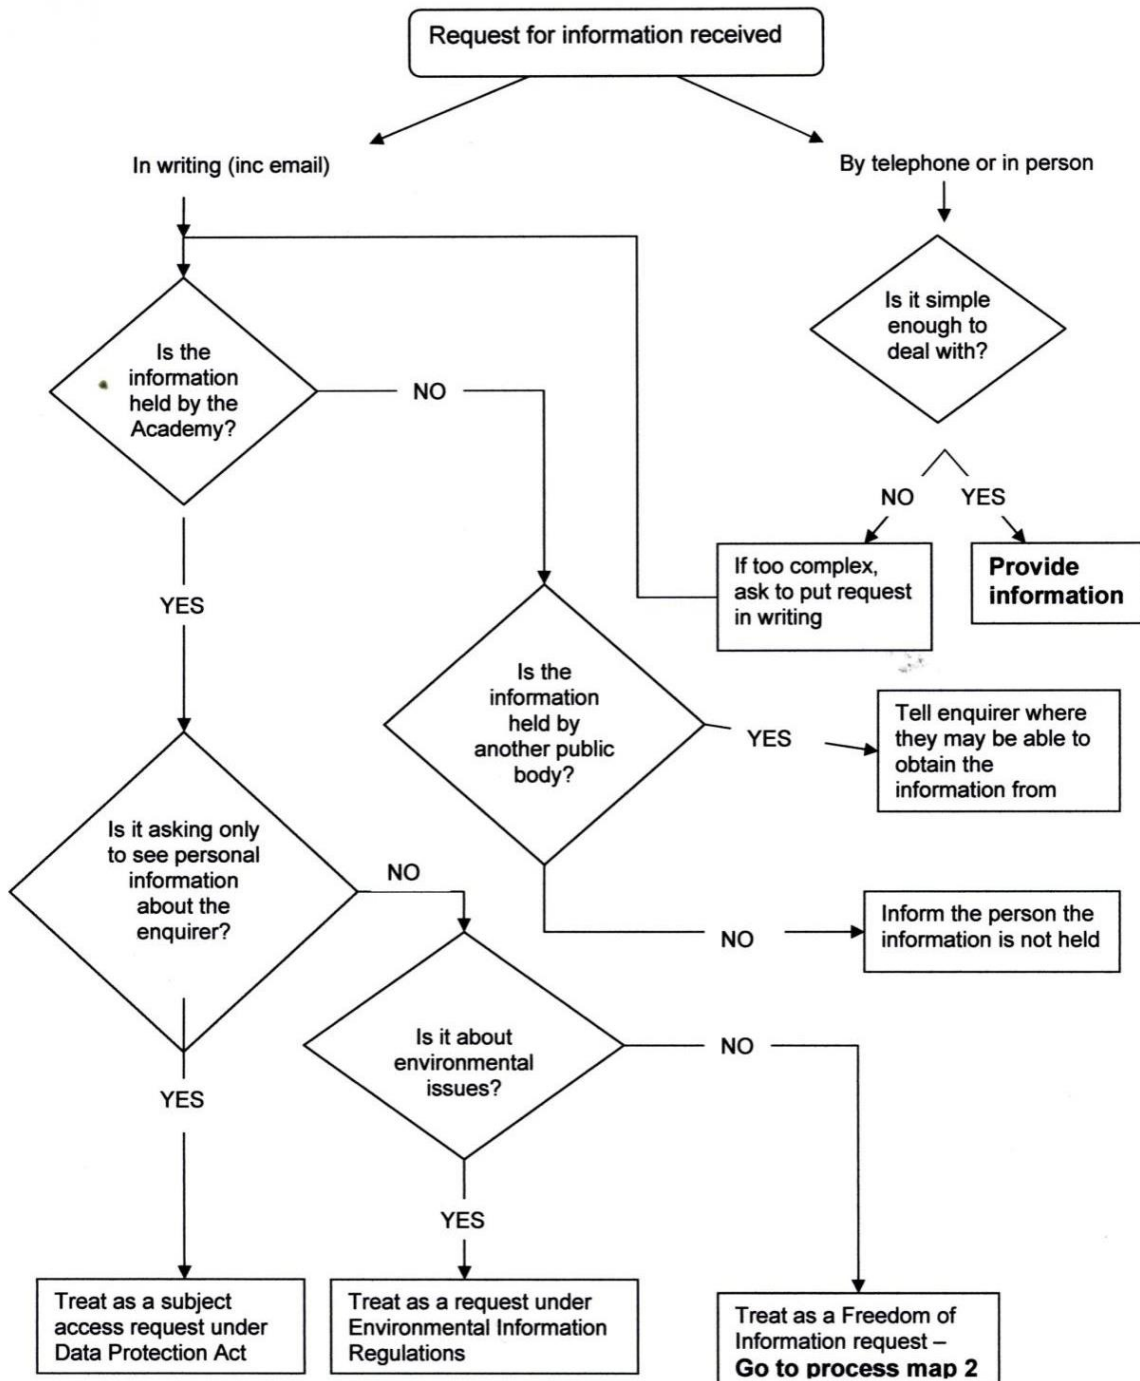 Request for information received
In writing (inc email)
By telephone or in person
Is it simple
enough to
deal with?
Is the
information
held by the
Academy?
NO
NO
YES
If too complex,
ask to put request
in writing
Provide
information
YES
Is the
information
held by
another public
body?
YES
Tell enquirer where
they may be able to
obtain the
information from
Is it asking only
to see personal
information
about the
enquirer?
NO
Inform the person the
information is not held
NO
Is it about
environmental
issues?
NO
YES
YES
Treat as a subject
access request under
Data Protection Act
Treat as a request under
Environmental Information
Regulations
Treat as a Freedom of
Information request –
Go to process map 2